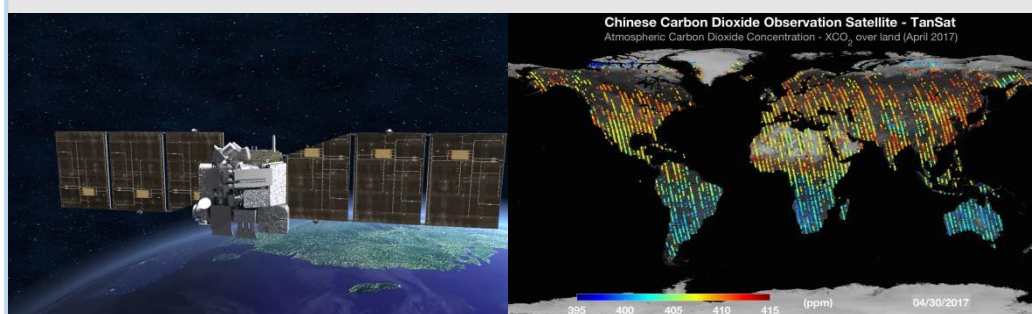 Chinese Carbon Dioxide Observation Satellite - TanSat
Atmospheric Carbon Dioxide Concentration - XCO₂ over land (April 2017)
395 400 405 410 415 (ppm) 04/30/2017